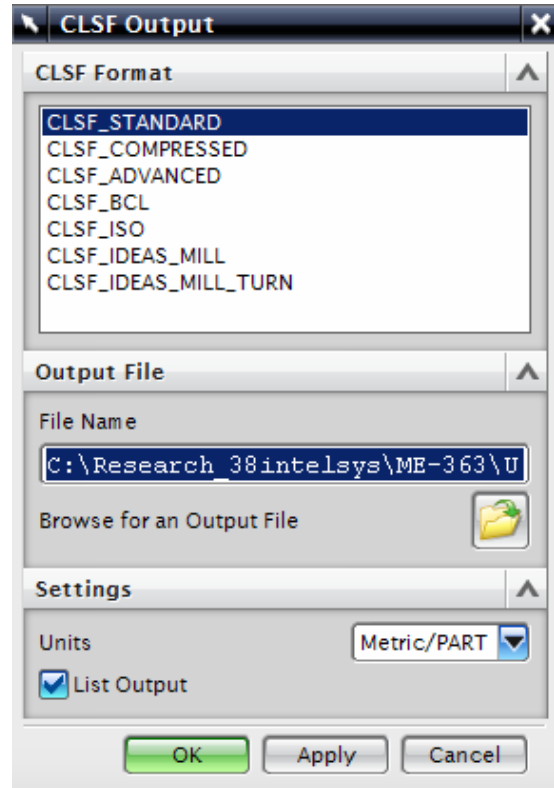 CLSF Output
CLSF Format
CLSF_STANDARD
CLSF_COMPRESSED
CLSF_ADVANCED
CLSF_BCL
CLSF_ISO
CLSF_IDEAS_MILL
CLSF_IDEAS_MILL_TURN
Output File
File Name
C:\Research_38intelsys\ME-363\U
Browse for an Output File
Settings
Units Metric/PART
List Output
OK Apply Cancel